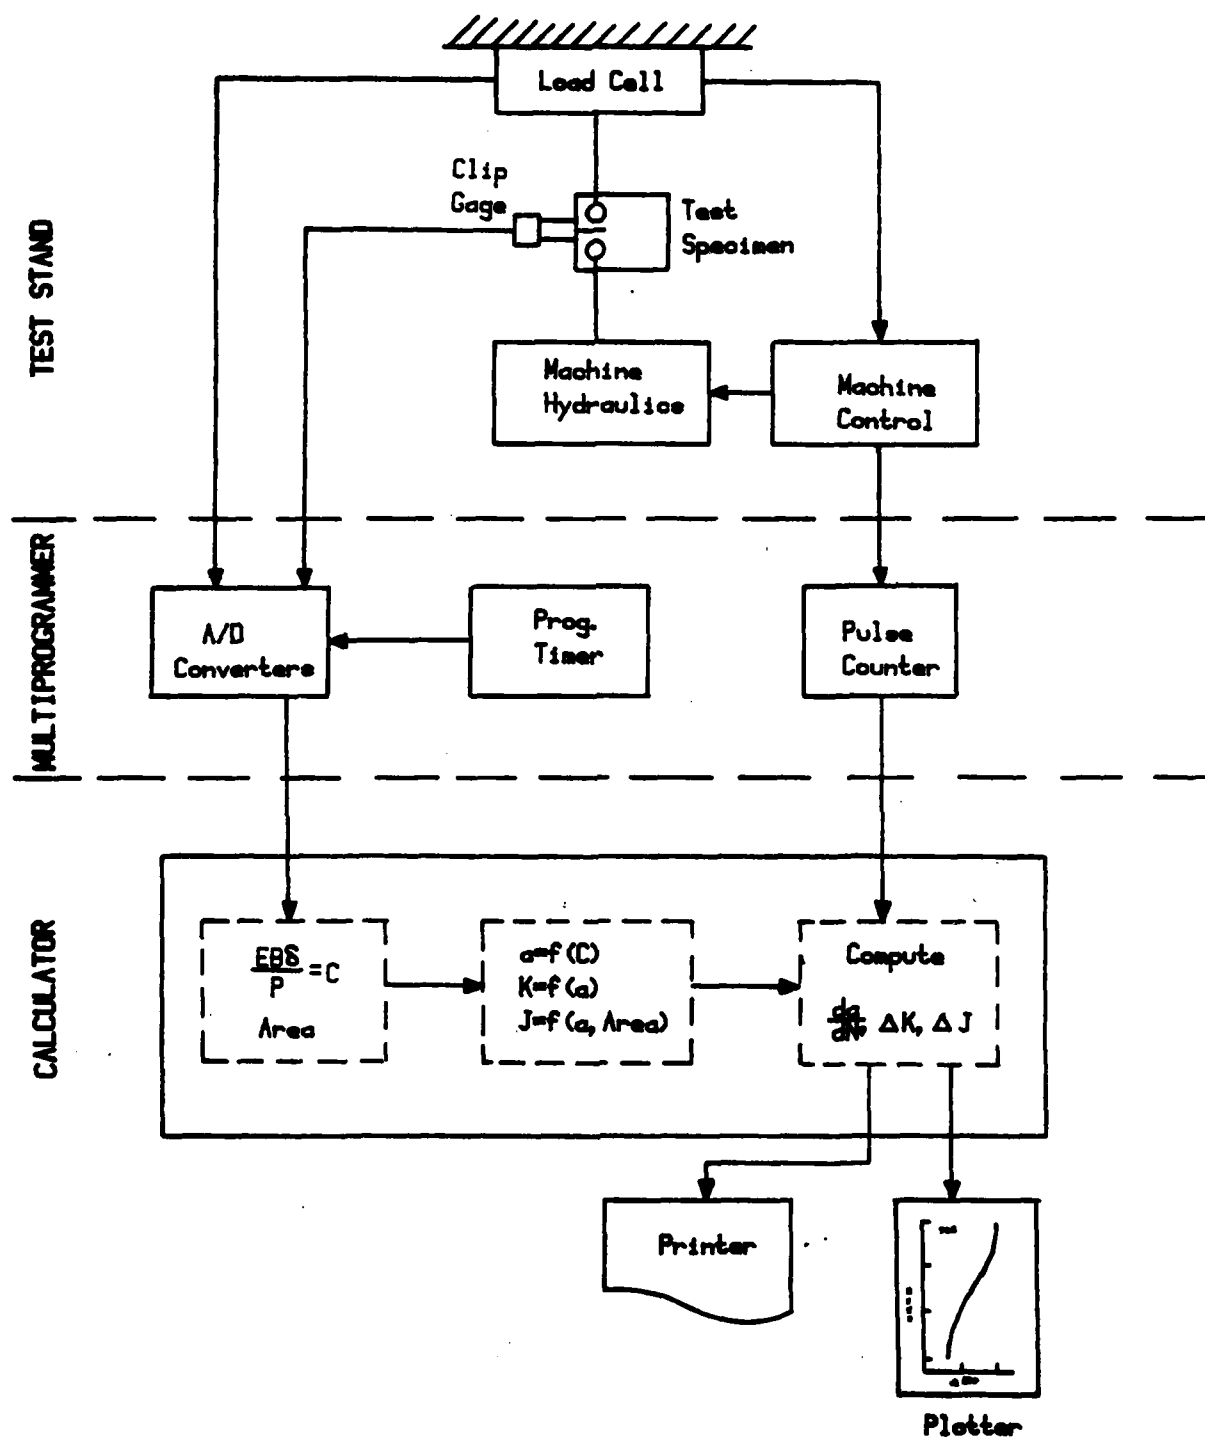 Load Cell
Clip
Gage
Test
Specimen
TEST STAND
Machine
Hydraulics
Machine
Control
MULTIPROGRAMMER
A/D
Converters
Prog.
Timer
Pulse
Counter
CALCULATOR
EBδ
P
=C
Area
a=f(C)
K=f(a)
J=f(a, Area)
Compute
da
dN, ΔK, ΔJ
Printer
Plotter